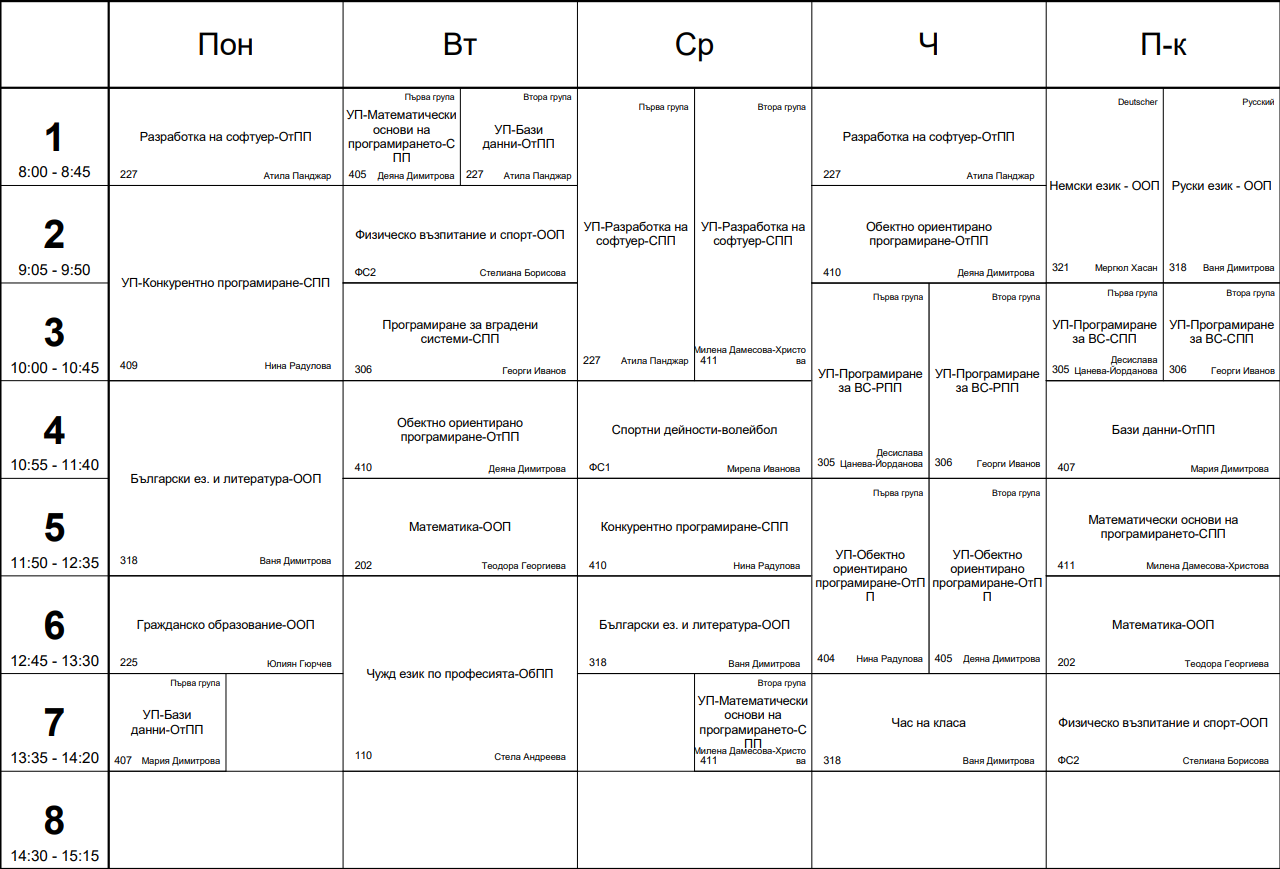 Пон
Вт
Ср
Ч
П-к
1
8:00 - 8:45
Разработка на софтуер-ОтПП
227
Атила Панджар
Първа група
УП-Математически
основи на
програмирането-С
ПП
405
Деяна Димитрова
Втора група
УП-Бази
данни-ОтПП
227
Атила Панджар
Първа група
УП-Разработка на
софтуер-СПП
227
Атила Панджар
Втора група
УП-Разработка на
софтуер-СПП
Милена Дамесова-Христо
ва
411
Разработка на софтуер-ОтПП
227
Атила Панджар
Deutscher
Немски език - ООП
321
Мергюл Хасан
Русский
Руски език - ООП
318
Ваня Димитрова
2
9:05 - 9:50
УП-Конкурентно програмиране-СПП
409
Нина Радулова
Физическо възпитание и спорт-ООП
ФС2
Стелиана Борисова
Обектно ориентирано
програмиране-ОтПП
410
Деяна Димитрова
3
10:00 - 10:45
Програмиране за вградени
системи-СПП
306
Георги Иванов
Първа група
УП-Програмиране
за ВС-РПП
305
Десислава
Цанева-Йорданова
Втора група
УП-Програмиране
за ВС-РПП
306
Георги Иванов
Първа група
УП-Програмиране
за ВС-СПП
305
Десислава
Цанева-Йорданова
Втора група
УП-Програмиране
за ВС-СПП
306
Георги Иванов
4
10:55 - 11:40
Български ез. и литература-ООП
318
Ваня Димитрова
Обектно ориентирано
програмиране-ОтПП
410
Деяна Димитрова
Спортни дейности-волейбол
ФС1
Мирела Иванова
Бази данни-ОтПП
407
Мария Димитрова
5
11:50 - 12:35
Математика-ООП
202
Теодора Георгиева
Конкурентно програмиране-СПП
410
Нина Радулова
Първа група
УП-Обектно
ориентирано
програмиране-ОтП
П
404
Нина Радулова
Втора група
УП-Обектно
ориентирано
програмиране-ОтП
П
405
Деяна Димитрова
Математически основи на
програмирането-СПП
411
Милена Дамесова-Христова
6
12:45 - 13:30
Гражданско образование-ООП
225
Юлиян Гюрчев
Чужд език по професията-ОбПП
110
Стела Андреева
Български ез. и литература-ООП
318
Ваня Димитрова
Математика-ООП
202
Теодора Георгиева
7
13:35 - 14:20
Първа група
УП-Бази
данни-ОтПП
407
Мария Димитрова
Втора група
УП-Математически
основи на
програмирането-С
ПП
Милена Дамесова-Христо
ва
411
Час на класа
318
Ваня Димитрова
Физическо възпитание и спорт-ООП
ФС2
Стелиана Борисова
8
14:30 - 15:15